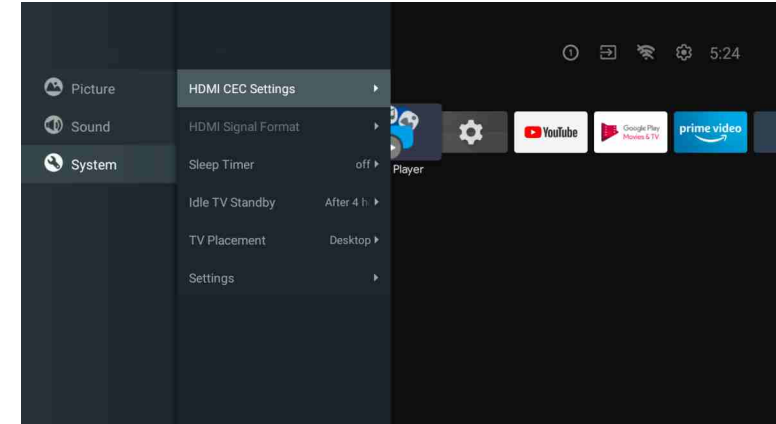 5:24
Picture
Sound
System
HDMI CEC Settings
HDMI Signal Format
Sleep Timer off
Idle TV Standby After 4 h
TV Placement Desktop
Settings
Player
YouTube
Google Play
Movies & TV
prime video